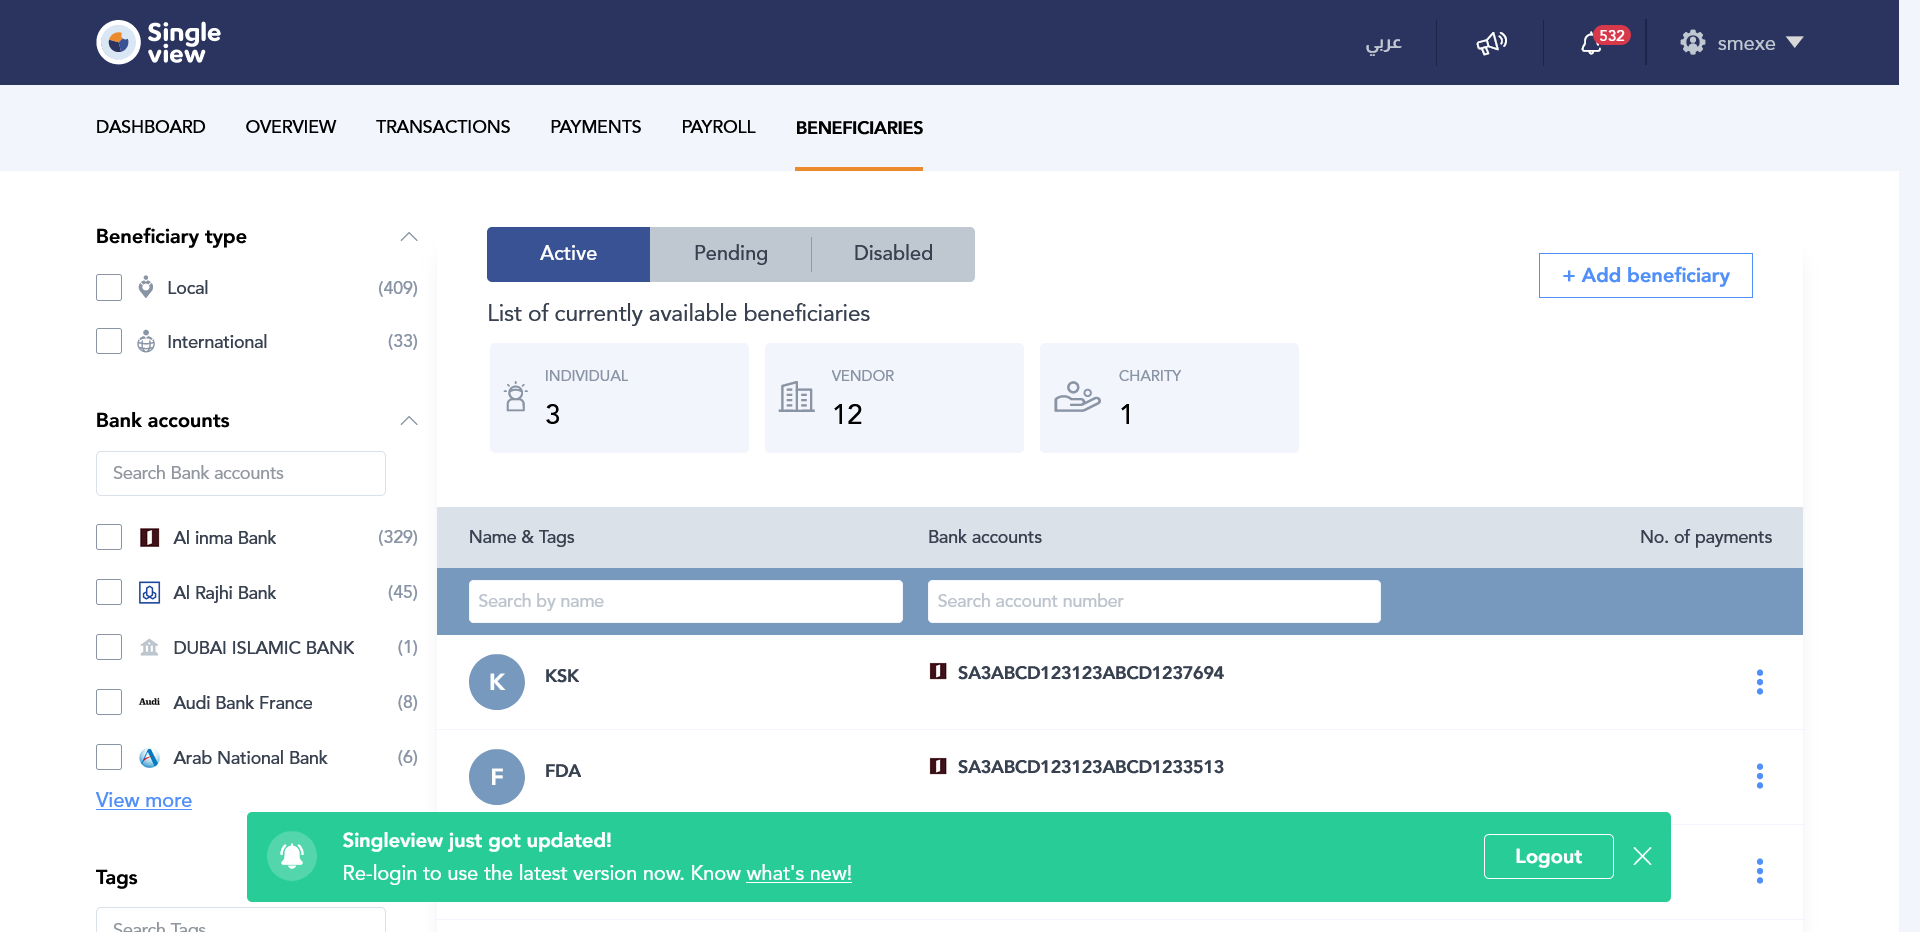 Single view
عربي
532
smexe
DASHBOARD
OVERVIEW
TRANSACTIONS
PAYMENTS
PAYROLL
BENEFICIARIES
Beneficiary type
Local (409)
International (33)
Bank accounts
Search Bank accounts
Al inma Bank (329)
Al Rajhi Bank (45)
DUBAI ISLAMIC BANK (1)
Audi Audi Bank France (8)
Arab National Bank (6)
View more
Tags
Search Tags
Active
Pending
Disabled
+ Add beneficiary
List of currently available beneficiaries
INDIVIDUAL
3
VENDOR
12
CHARITY
1
Name & Tags
Bank accounts
No. of payments
Search by name
Search account number
K KSK
SA3ABCD123123ABCD1237694
F FDA
SA3ABCD123123ABCD1233513
Singleview just got updated!
Re-login to use the latest version now. Know what's new!
Logout